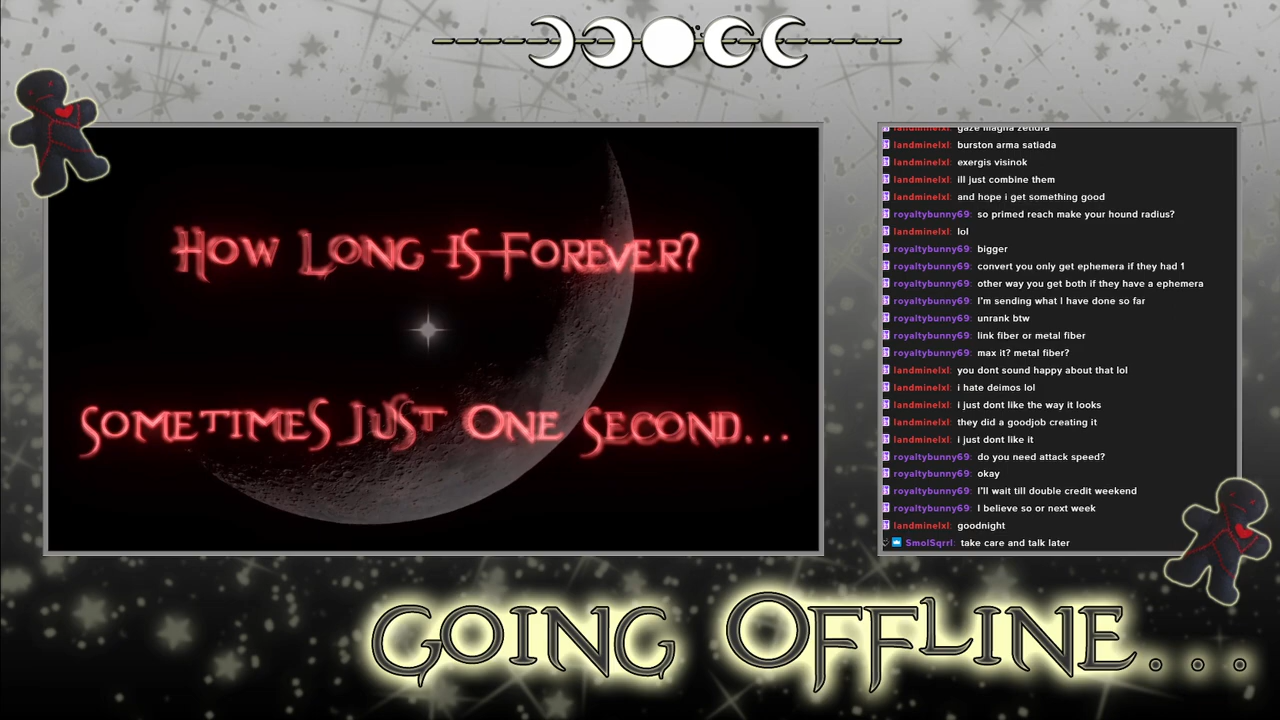 How Long Is Forever?
Sometimes Just One Second...
landminelxl: gaze magna zetidra
landminelxl: burston arma satiada
landminelxl: exergis visinok
landminelxl: ill just combine them
landminelxl: and hope i get something good
royaltybunny69: so primed reach make your hound radius?
landminelxl: lol
royaltybunny69: bigger
royaltybunny69: convert you only get ephemera if they had 1
royaltybunny69: other way you get both if they have a ephemera
royaltybunny69: I'm sending what I have done so far
royaltybunny69: unrank btw
royaltybunny69: link fiber or metal fiber
royaltybunny69: max it? metal fiber?
landminelxl: you dont sound happy about that lol
landminelxl: i hate deimos lol
landminelxl: i just dont like the way it looks
landminelxl: they did a goodjob creating it
landminelxl: i just dont like it
royaltybunny69: do you need attack speed?
royaltybunny69: okay
royaltybunny69: I'll wait till double credit weekend
royaltybunny69: I believe so or next week
landminelxl: goodnight
SmolSqrrl: take care and talk later
Going Offline...